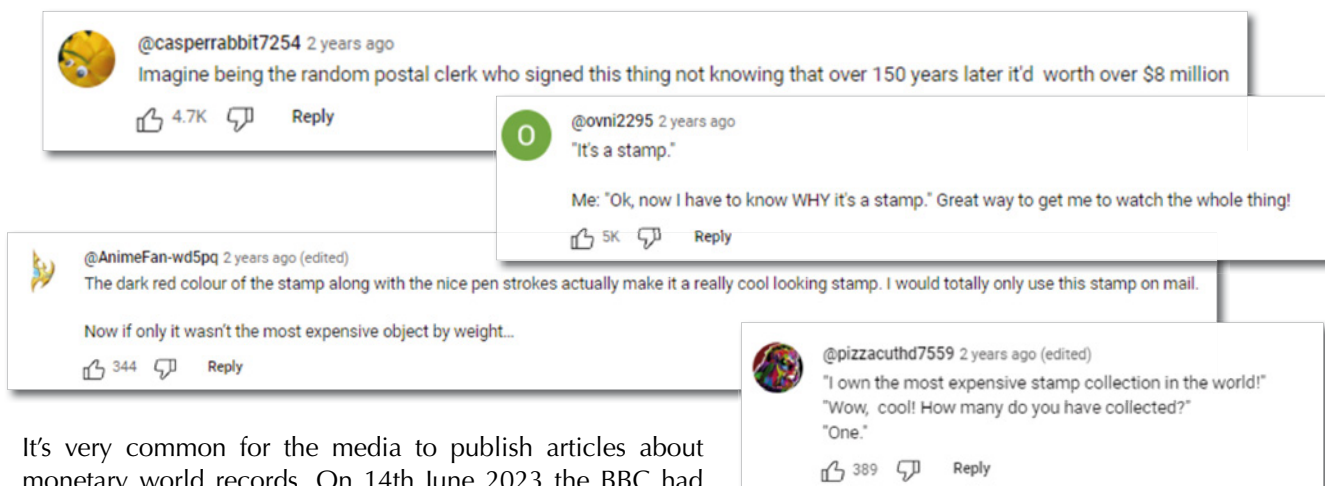 @casperrabbit7254 2 years ago
Imagine being the random postal clerk who signed this thing not knowing that over 150 years later it'd worth over $8 million
4.7K Reply
O
@ovni2295 2 years ago
"It's a stamp."
Me: "Ok, now I have to know WHY it's a stamp." Great way to get me to watch the whole thing!
5K Reply
@AnimeFan-wd5pq 2 years ago (edited)
The dark red colour of the stamp along with the nice pen strokes actually make it a really cool looking stamp. I would totally only use this stamp on mail.
Now if only it wasn't the most expensive object by weight...
344 Reply
@pizzacuthd7559 2 years ago (edited)
"I own the most expensive stamp collection in the world!"
"Wow, cool! How many do you have collected?"
"One."
389 Reply
It's very common for the media to publish articles about
monetary world records. On 14th June 2023 the BBC had